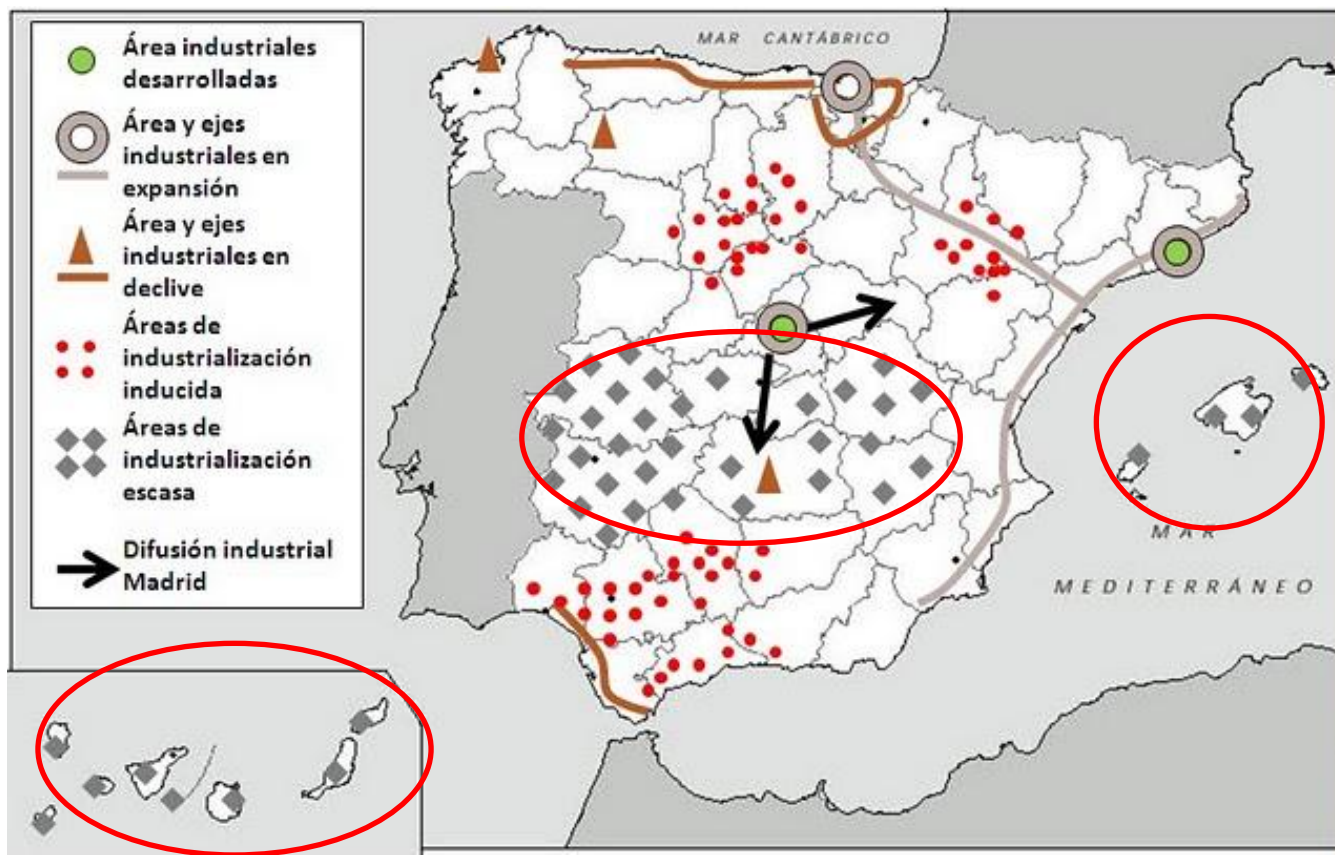 Área industriales
desarrolladas
Área y ejes
industriales en
expansión
Área y ejes
industriales en
declive
Áreas de
industrialización
inducida
Áreas de
industrialización
escasa
Difusión industrial
Madrid
MAR CANTÁBRICO
MAR
MEDITERRÁNEO